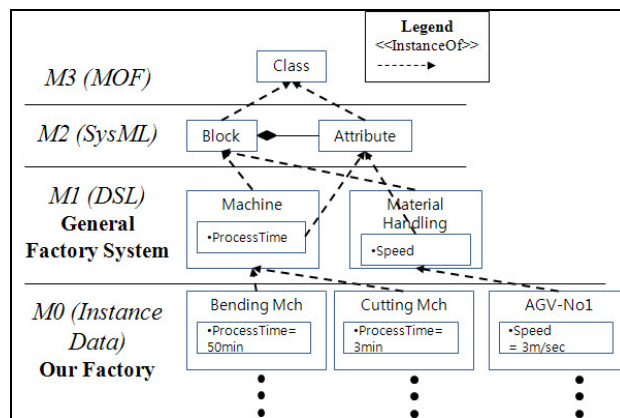 Legend
<<InstanceOf>>
Class
M3 (MOF)
M2 (SysML)
Block
Attribute
M1 (DSL)
General
Factory System
Machine
•ProcessTime
Material
Handling
•Speed
M0 (Instance
Data)
Our Factory
Bending Mch
•ProcessTime=
50min
Cutting Mch
•ProcessTime=
3min
AGV-No1
•Speed
= 3m/sec